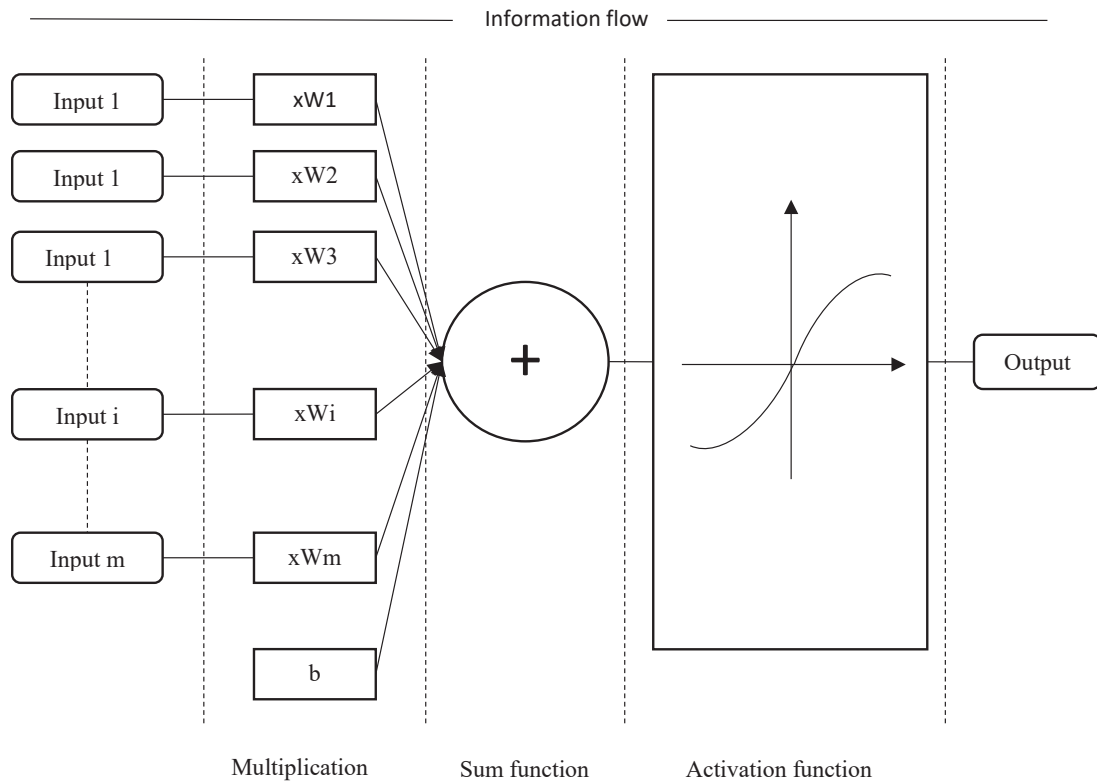 Information flow
Input 1
xW1
Input 1
xW2
Input 1
xW3
Input i
xWi
+
Output
Input m
xWm
b
Multiplication
Sum function
Activation function